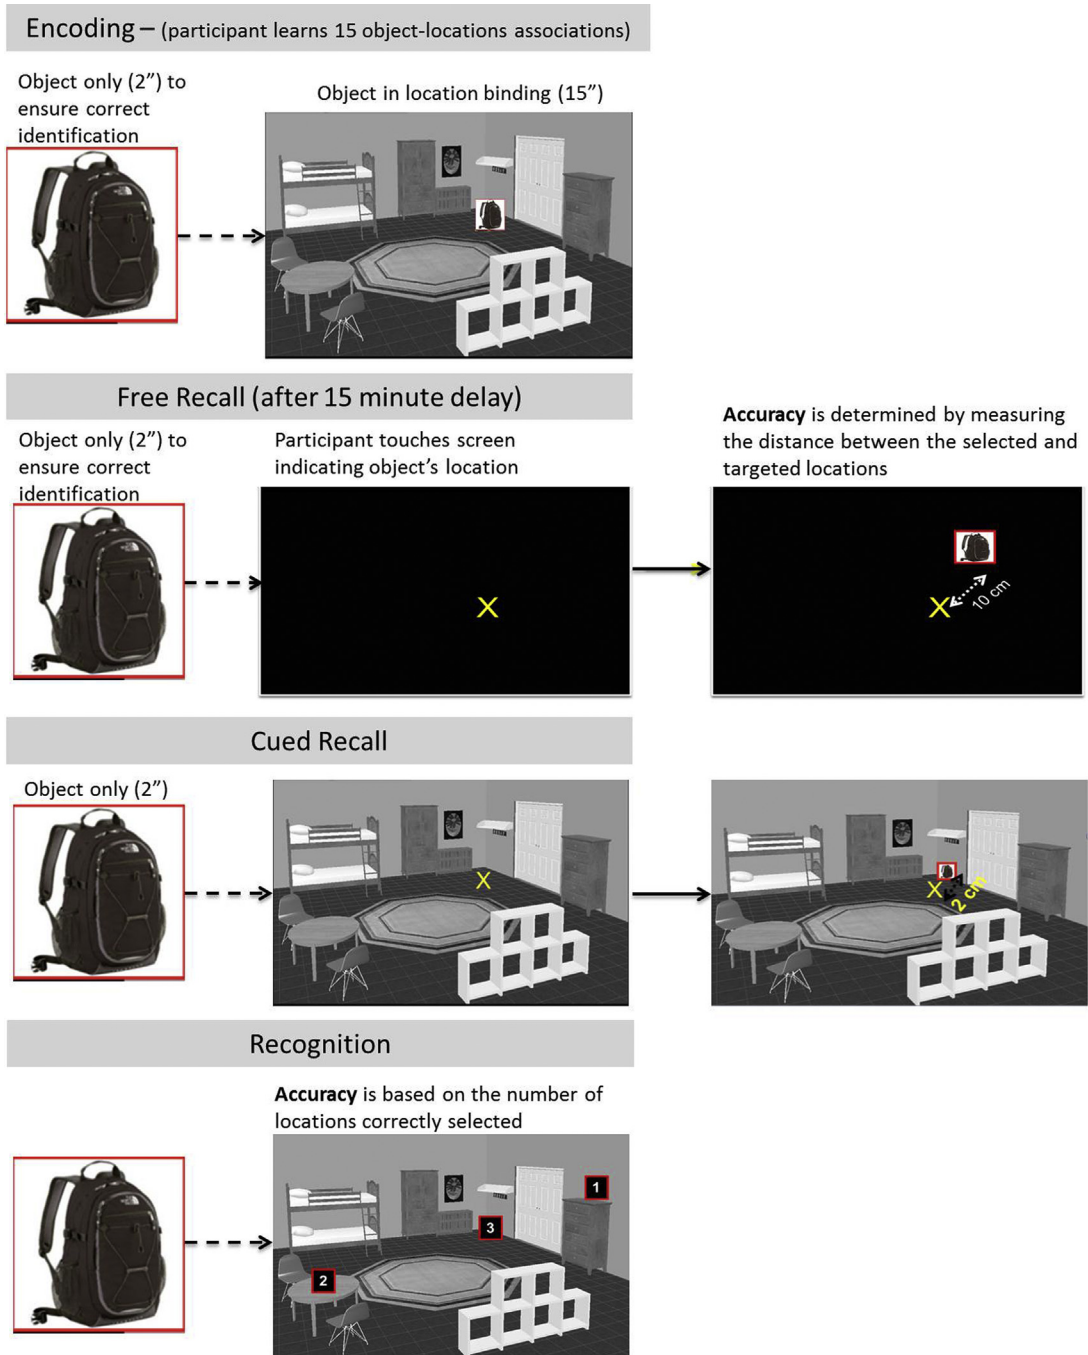 Encoding – (participant learns 15 object-locations associations)
Object only (2”) to
ensure correct
identification
Object in location binding (15”)
Free Recall (after 15 minute delay)
Object only (2”) to
ensure correct
identification
Participant touches screen
indicating object’s location
Accuracy is determined by measuring
the distance between the selected and
targeted locations
X
X
10 cm
Cued Recall
Object only (2”)
X
X
2 cm
Recognition
Accuracy is based on the number of
locations correctly selected
1
3
2